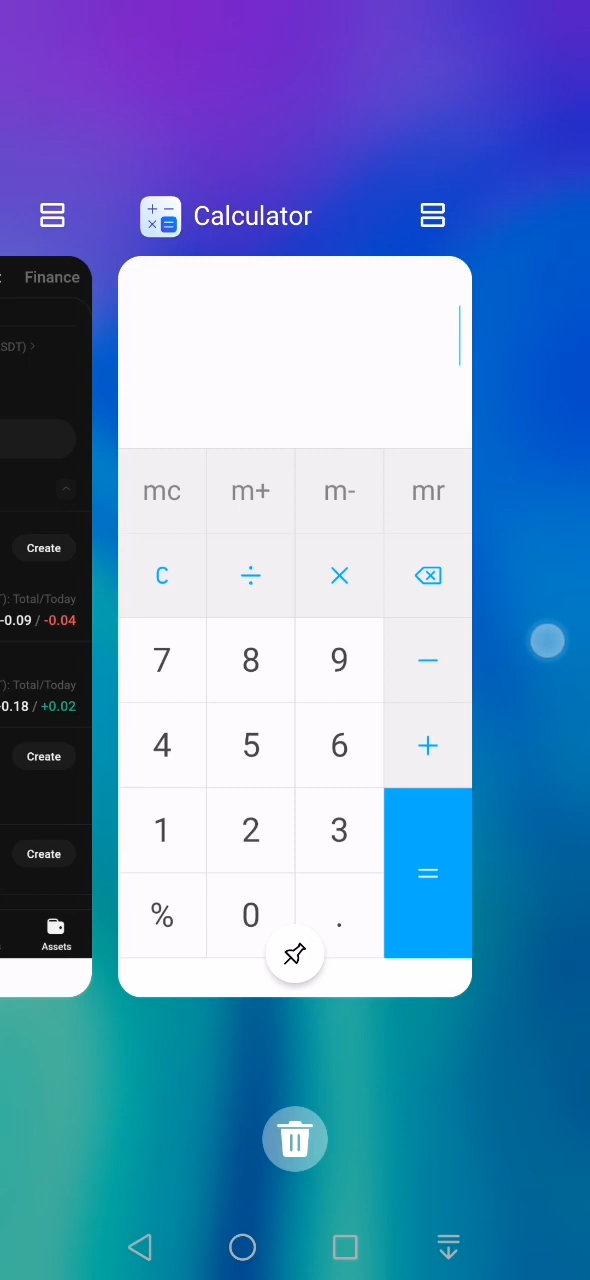 Calculator
Finance
SDT) >
mc m+ m- mr
C ÷ ×
Create
7 8 9 −
T): Total/Today
-0.09 / -0.04
T): Total/Today
0.18 / +0.02
4 5 6 +
Create
1 2 3
Create
=
% 0 .
Assets